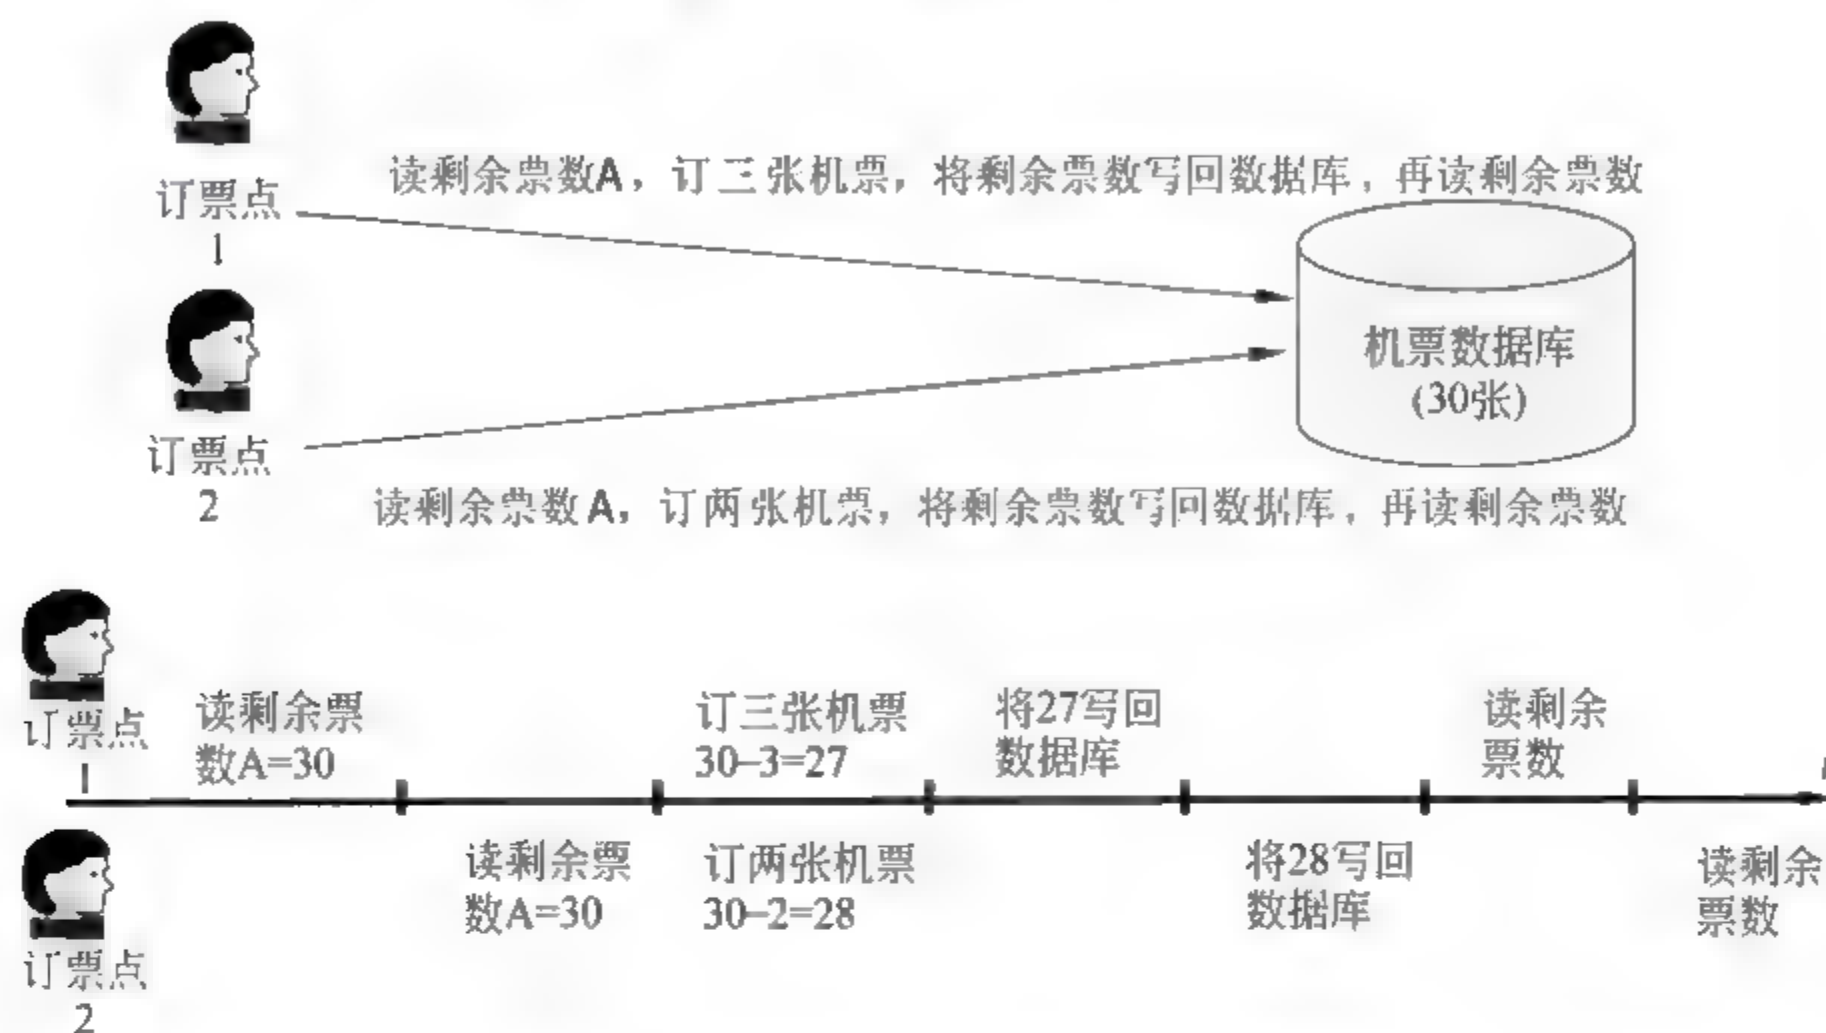 读剩余票数A，订三张机票，将剩余票数写回数据库，再读剩余票数
订票点
1
机票数据库
(30张)
订票点
2
读剩余票数A，订两张机票，将剩余票数写回数据库，再读剩余票数
订票点
1
读剩余票
数A=30
订三张机票
30–3=27
将27写回
数据库
读剩余
票数
读剩余票
数A=30
订两张机票
30–2=28
将28写回
数据库
读剩余
票数
订票点
2